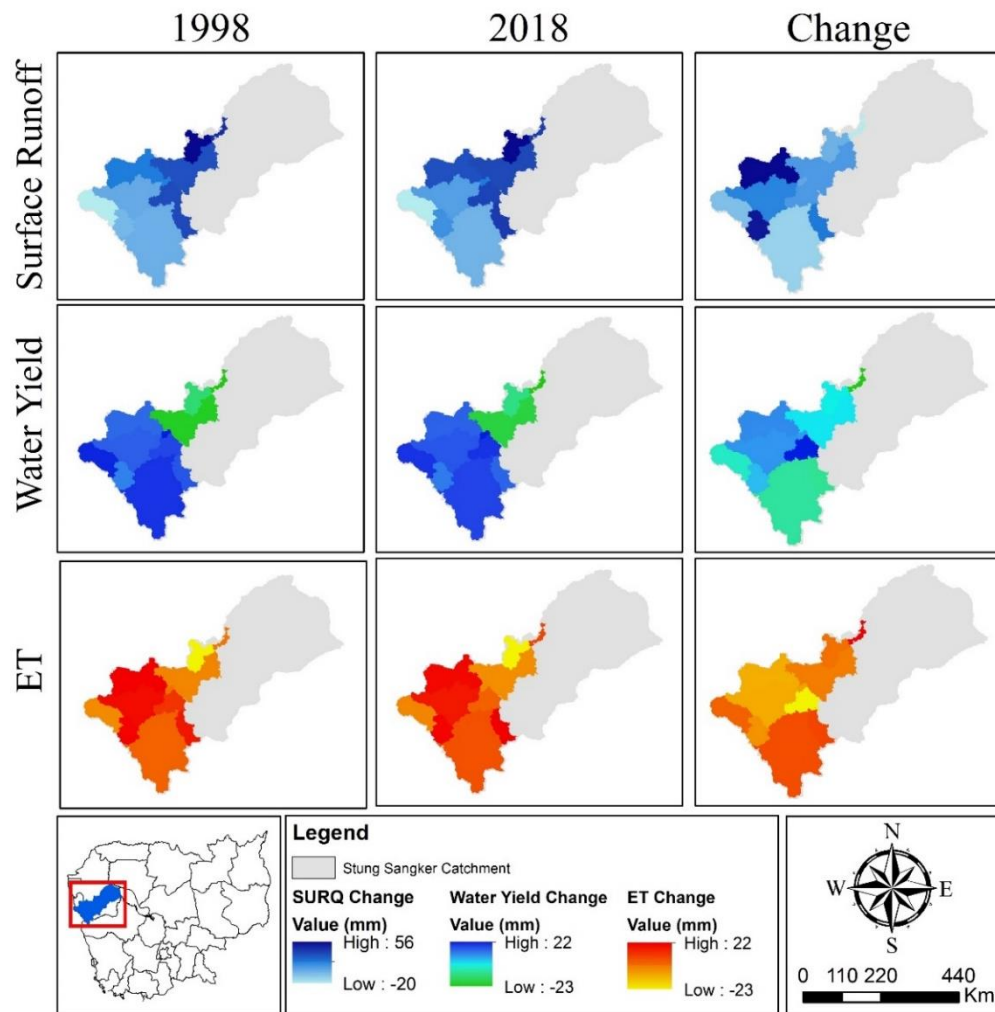 1998 2018 Change
Surface Runoff
Water Yield
ET
Legend
Stung Sangker Catchment
SURQ Change Water Yield Change ET Change
Value (mm) Value (mm) Value (mm)
High : 56 High : 22 High : 22
Low : -20 Low : -23 Low : -23
N
W E
S
0 110 220 440
Km